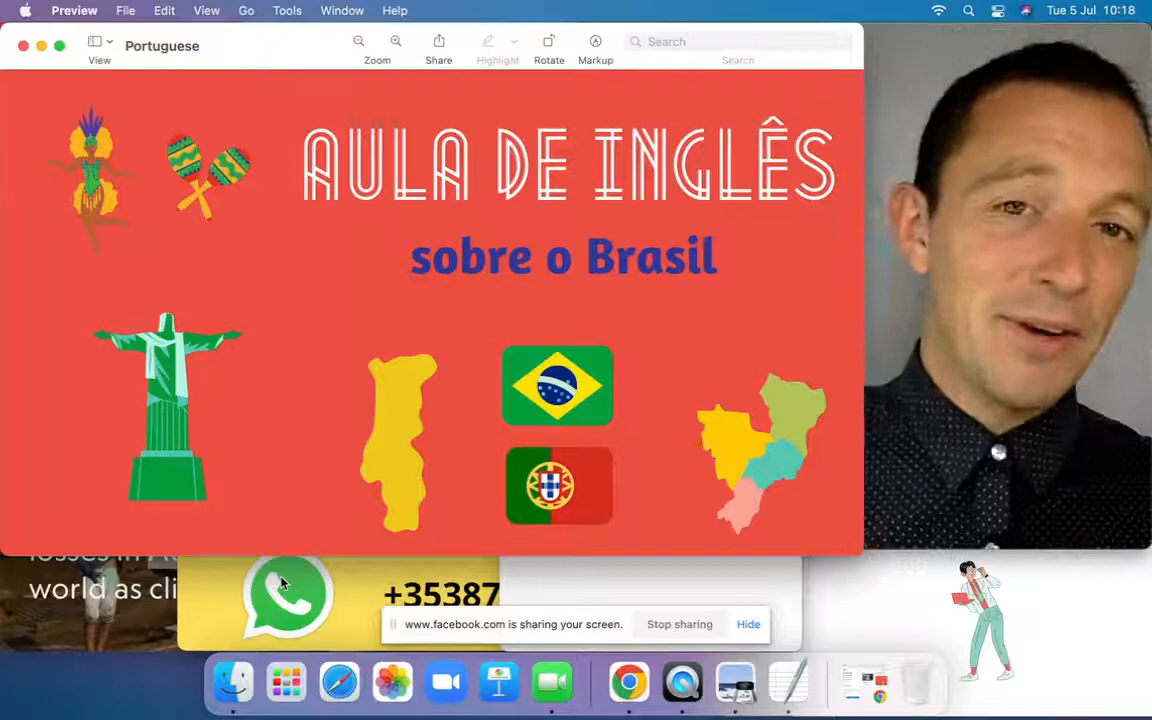 Preview File Edit View Go Tools Window Help
Tue 5 Jul 10:18
Portuguese
Search
View
Zoom
Share
Highlight
Rotate
Markup
Search
AULA DE INGLÊS
sobre o Brasil
world as cli
+35387
www.facebook.com is sharing your screen.
Stop sharing
Hide